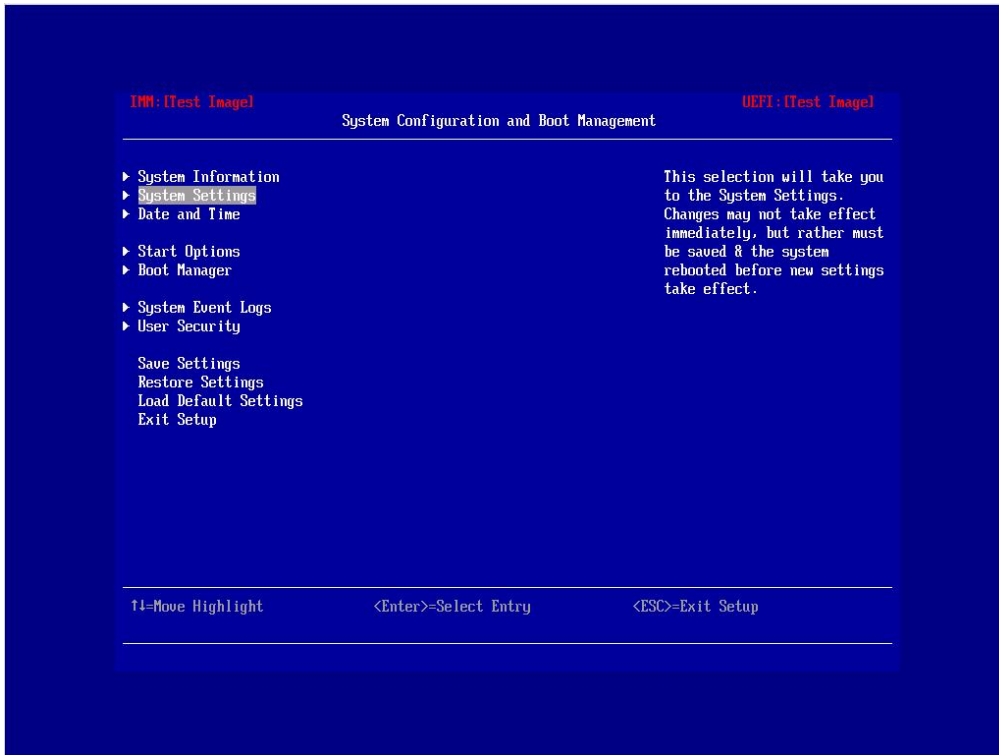 IMM:[Test Image]
UEFI:[Test Image]
System Configuration and Boot Management
System Information
System Settings
Date and Time
Start Options
Boot Manager
System Event Logs
User Security
Save Settings
Restore Settings
Load Default Settings
Exit Setup
This selection will take you
to the System Settings.
Changes may not take effect
immediately, but rather must
be saved & the system
rebooted before new settings
take effect.
↑↓=Move Highlight
<Enter>=Select Entry
<ESC>=Exit Setup